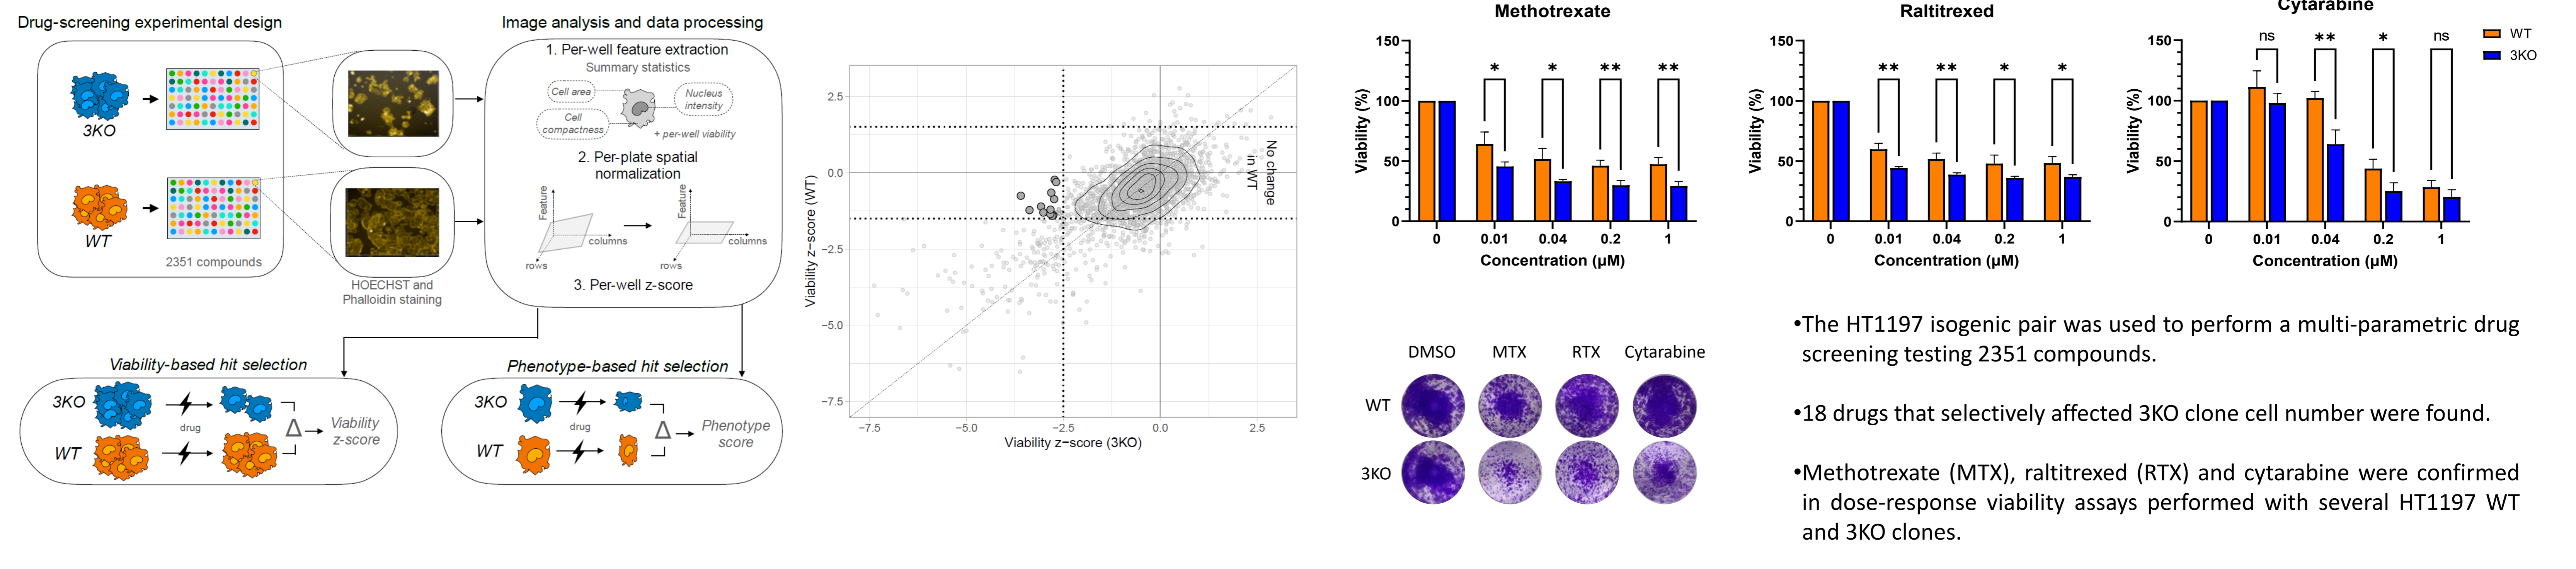 Drug-screening experimental design
3KO
WT
2351 compounds
HOECHST and
Phalloidin staining
Image analysis and data processing
1. Per-well feature extraction
Summary statistics
Cell area
Cell
compactness
Nucleus
intensity
+ per-well viability
2. Per-plate spatial
normalization
Feature
columns
rows
Feature
columns
rows
3. Per-well z-score
Viability-based hit selection
3KO
WT
drug
Δ
Viability
z-score
Phenotype-based hit selection
3KO
WT
drug
Δ
Phenotype
score
Viability z−score (WT)
2.5
0.0
−2.5
−5.0
−7.5
−7.5
−5.0
−2.5
0.0
2.5
Viability z−score (3KO)
No change
in WT
Methotrexate
Viability (%)
150
100
50
0
* * ** **
0 0.01 0.04 0.2 1
Concentration (µM)
Raltitrexed
Viability (%)
150
100
50
0
** ** * *
0 0.01 0.04 0.2 1
Concentration (µM)
Cytarabine
Viability (%)
150
100
50
0
ns ** * ns
0 0.01 0.04 0.2 1
Concentration (µM)
WT
3KO
DMSO MTX RTX Cytarabine
WT
3KO
•The HT1197 isogenic pair was used to perform a multi-parametric drug
screening testing 2351 compounds.
•18 drugs that selectively affected 3KO clone cell number were found.
•Methotrexate (MTX), raltitrexed (RTX) and cytarabine were confirmed
in dose-response viability assays performed with several HT1197 WT
and 3KO clones.